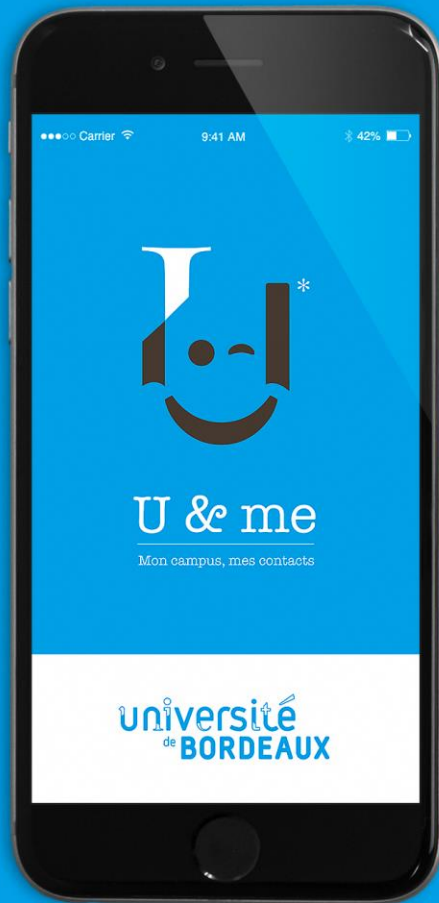 Carrier
9:41 AM
42%
U*
U & me
Mon campus, mes contacts
université
de BORDEAUX